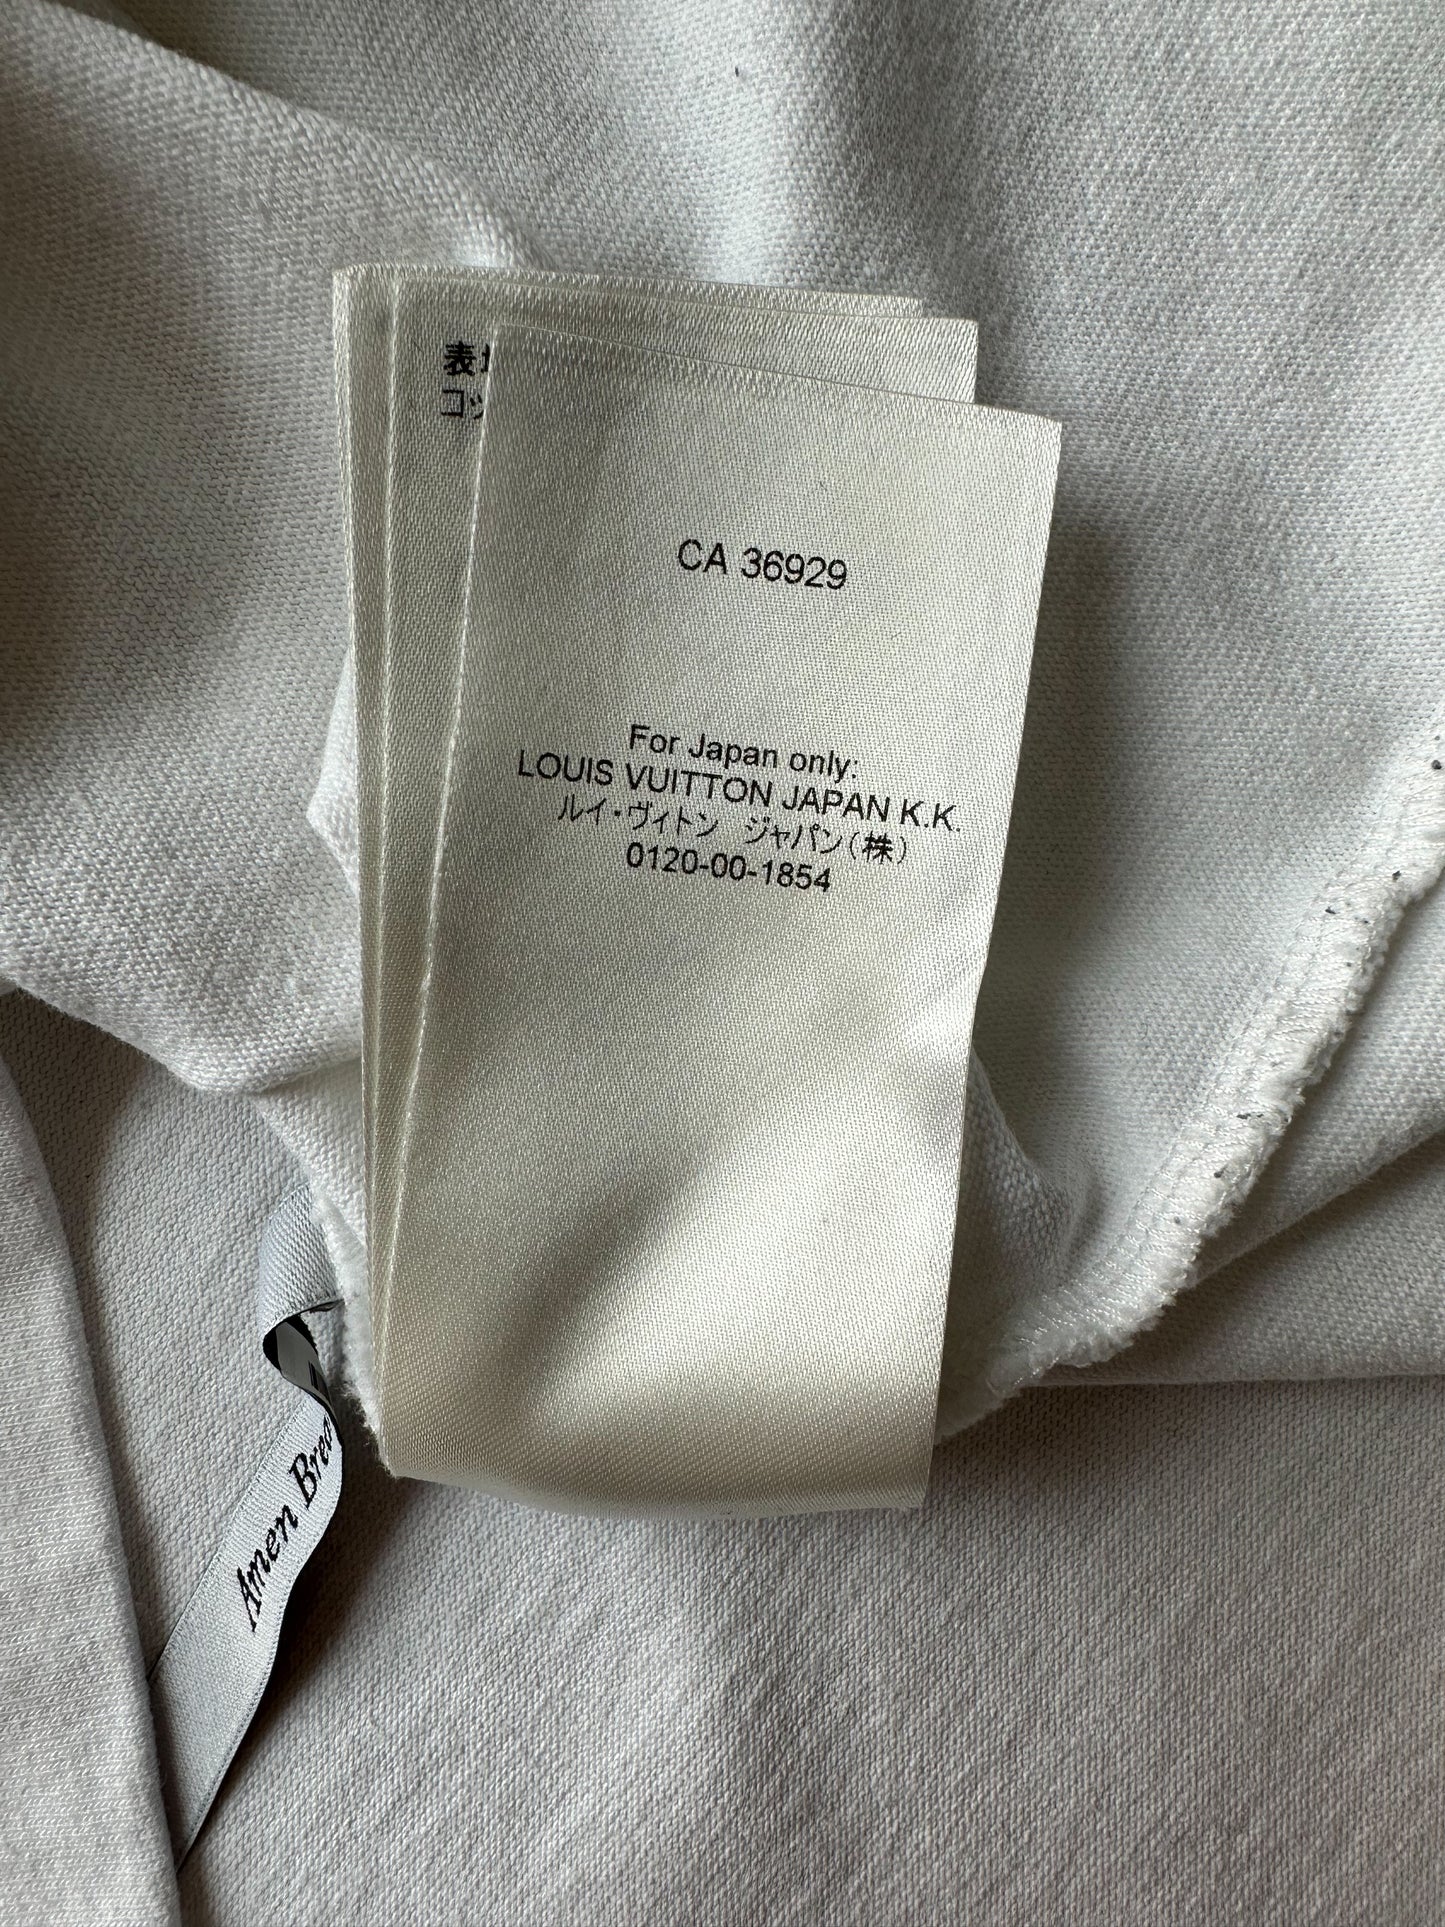 CA 36929
For Japan only:
LOUIS VUITTON JAPAN K.K.
ルイ・ヴィトン ジャパン(株)
0120-00-1854
表
コッ
Amen